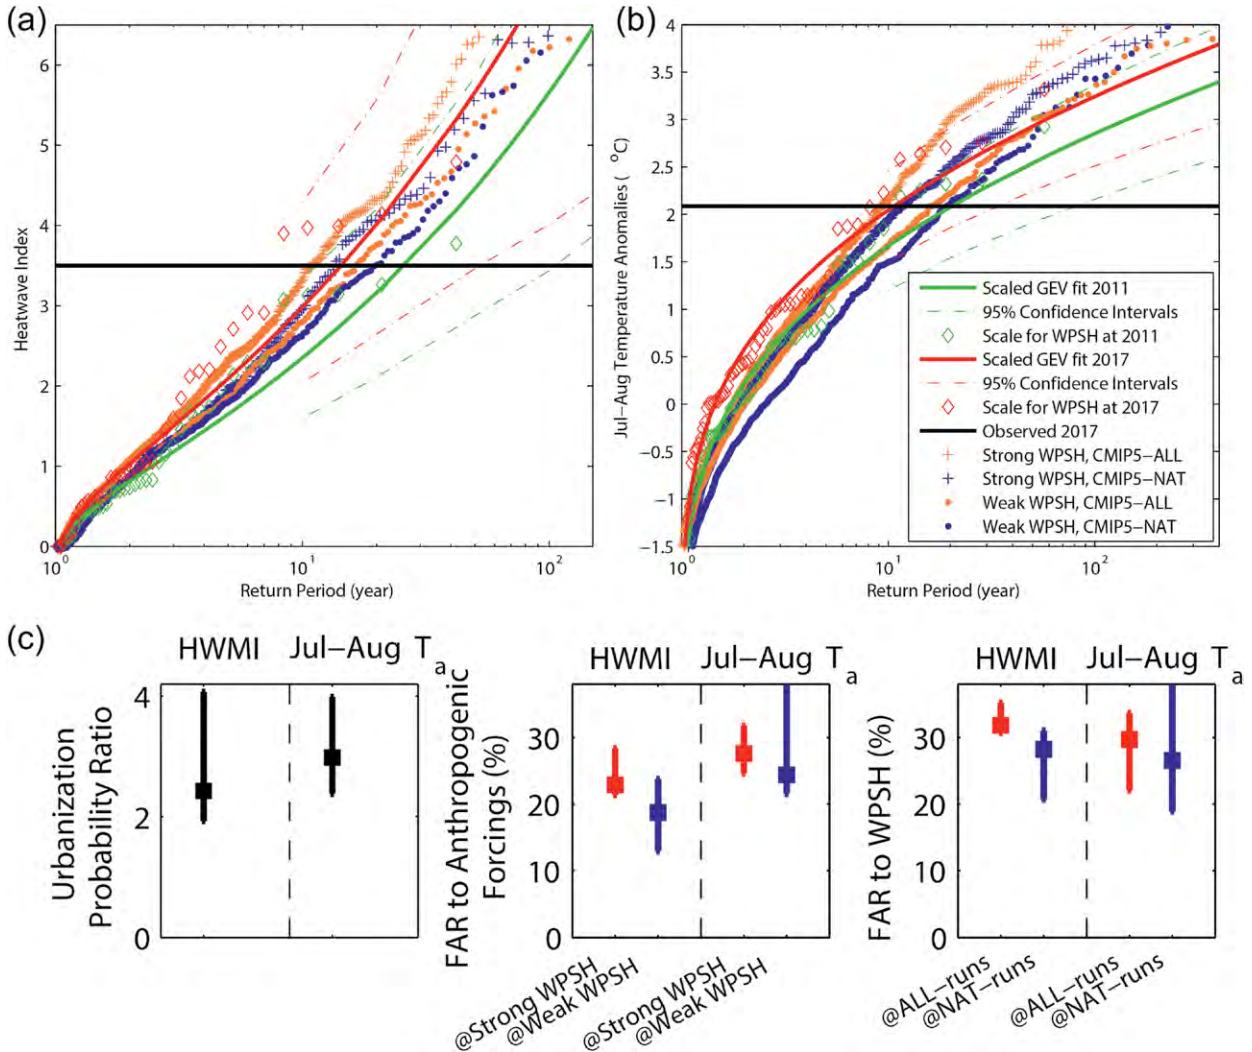 (a)
6
5
4
3
2
1
0
Heatwave Index
10^0
10^1
10^2
Return Period (year)
(b)
4
3.5
3
2.5
2
1.5
1
0.5
0
−0.5
−1
−1.5
Jul−Aug Temperature Anomalies ( °C)
10^0
10^1
10^2
Return Period (year)
Scaled GEV fit 2011
95% Confidence Intervals
Scale for WPSH at 2011
Scaled GEV fit 2017
95% Confidence Intervals
Scale for WPSH at 2017
Observed 2017
Strong WPSH, CMIP5−ALL
Strong WPSH, CMIP5−NAT
Weak WPSH, CMIP5−ALL
Weak WPSH, CMIP5−NAT
(c)
HWMI
Jul−Aug T_a
Urbanization
Probability Ratio
4
2
0
HWMI
Jul−Aug T_a
FAR to Anthropogenic
Forcings (%)
30
20
10
0
@Strong WPSH
@Weak WPSH
@Strong WPSH
@Weak WPSH
HWMI
Jul−Aug T_a
FAR to WPSH (%)
30
20
10
0
@ALL−runs
@NAT−runs
@ALL−runs
@NAT−runs